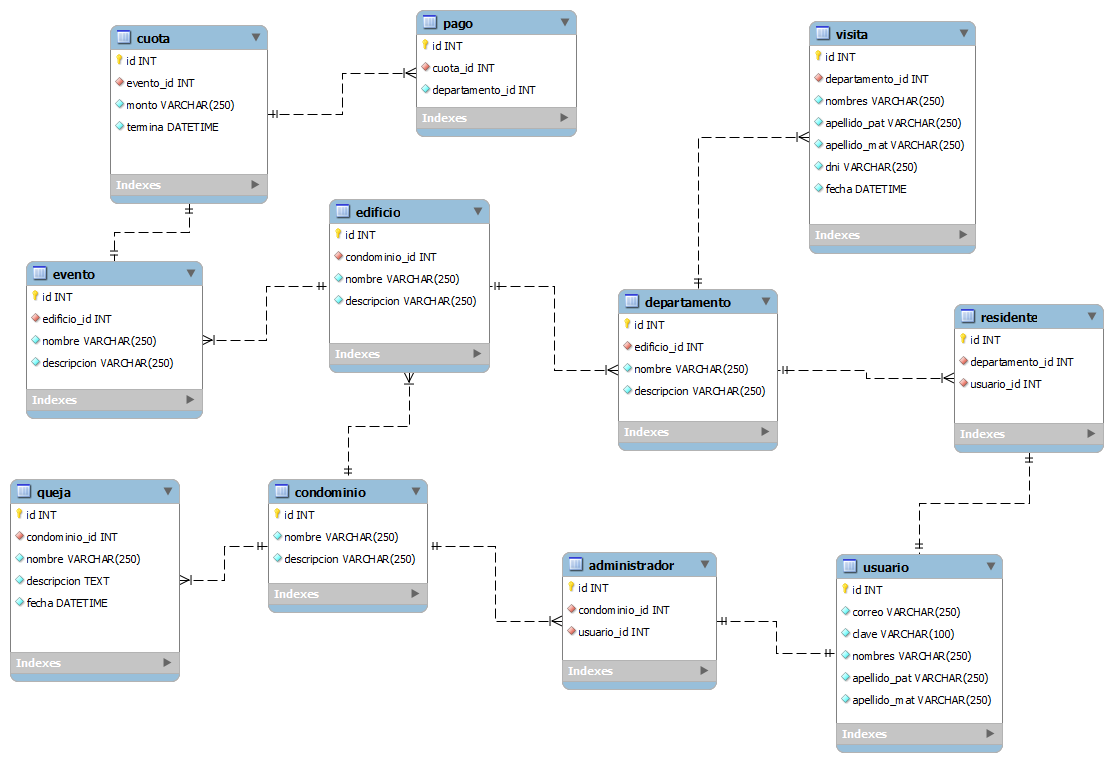 cuota
id INT
evento_id INT
monto VARCHAR(250)
termina DATETIME
Indexes
pago
id INT
cuota_id INT
departamento_id INT
Indexes
visita
id INT
departamento_id INT
nombres VARCHAR(250)
apellido_pat VARCHAR(250)
apellido_mat VARCHAR(250)
dni VARCHAR(250)
fecha DATETIME
Indexes
evento
id INT
edificio_id INT
nombre VARCHAR(250)
descripcion VARCHAR(250)
Indexes
edificio
id INT
condominio_id INT
nombre VARCHAR(250)
descripcion VARCHAR(250)
Indexes
departamento
id INT
edificio_id INT
nombre VARCHAR(250)
descripcion VARCHAR(250)
Indexes
residente
id INT
departamento_id INT
usuario_id INT
Indexes
queja
id INT
condominio_id INT
nombre VARCHAR(250)
descripcion TEXT
fecha DATETIME
Indexes
condominio
id INT
nombre VARCHAR(250)
descripcion VARCHAR(250)
Indexes
administrador
id INT
condominio_id INT
usuario_id INT
Indexes
usuario
id INT
correo VARCHAR(250)
clave VARCHAR(100)
nombres VARCHAR(250)
apellido_pat VARCHAR(250)
apellido_mat VARCHAR(250)
Indexes